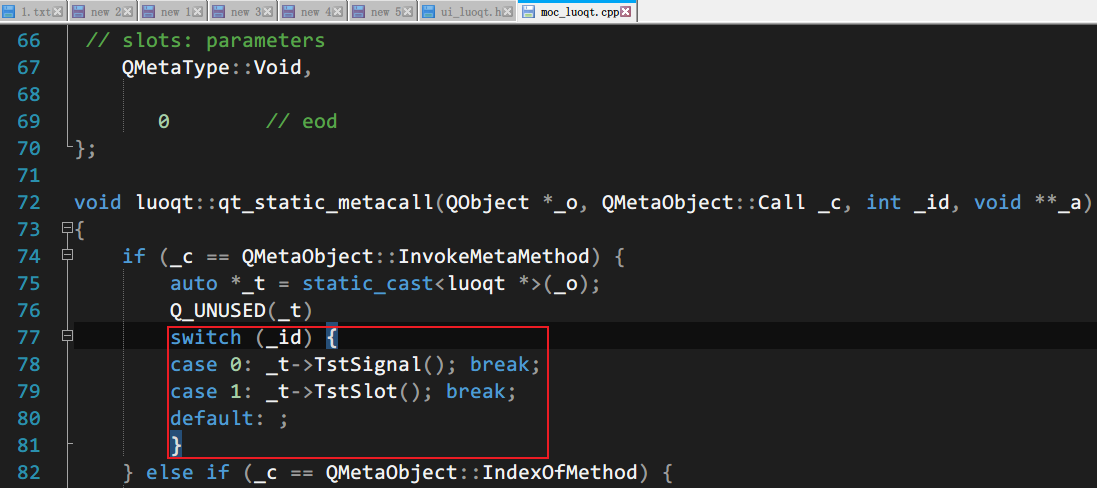 1.txt new 2 new 1 new 3 new 4 new 5 ui_luoqt.h moc_luoqt.cpp
66 // slots: parameters
67 QMetaType::Void,
68
69 0 // eod
70 };
71
72 void luoqt::qt_static_metacall(QObject *_o, QMetaObject::Call _c, int _id, void **_a)
73 {
74 if (_c == QMetaObject::InvokeMetaMethod) {
75 auto *_t = static_cast<luoqt *>(_o);
76 Q_UNUSED(_t)
77 switch (_id) {
78 case 0: _t->TstSignal(); break;
79 case 1: _t->TstSlot(); break;
80 default: ;
81 }
82 } else if (_c == QMetaObject::IndexOfMethod) {